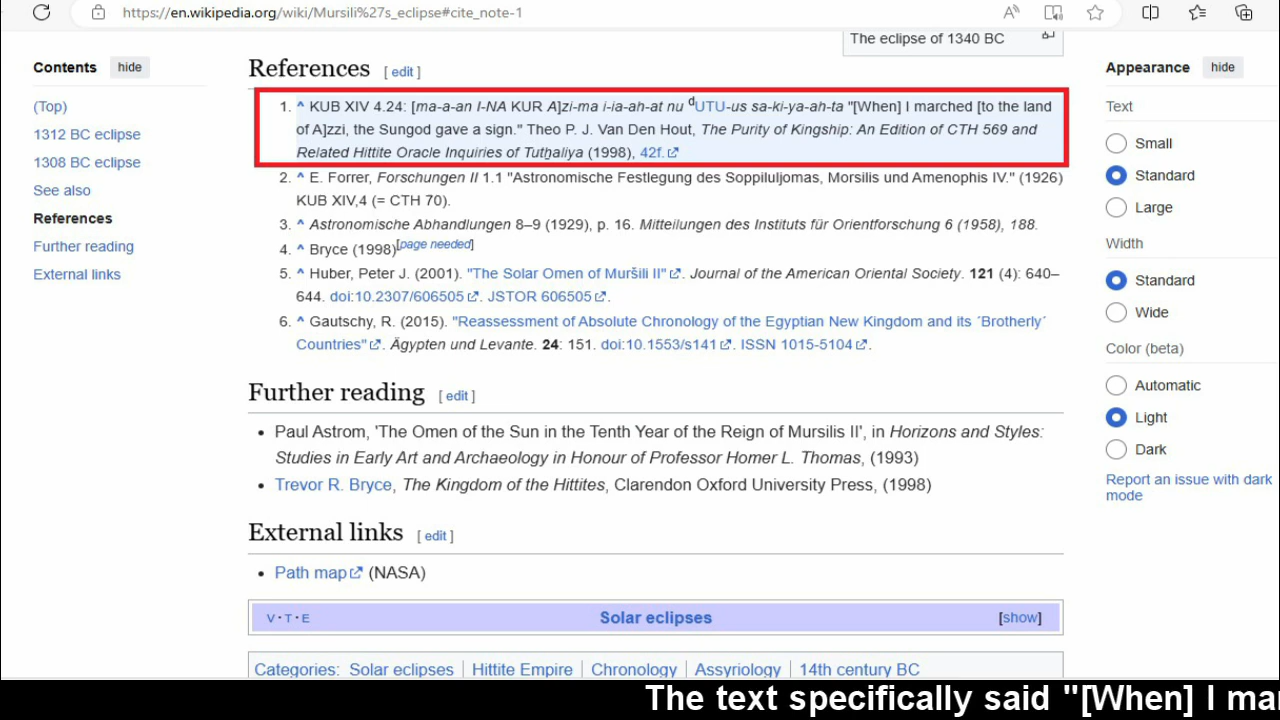 https://en.wikipedia.org/wiki/Mursili%27s_eclipse#cite_note-1
The eclipse of 1340 BC
Contents hide
(Top)
1312 BC eclipse
1308 BC eclipse
See also
References
Further reading
External links
References [ edit ]
1. ^ KUB XIV 4.24: [ma-a-an I-NA KUR A]zi-ma i-ia-ah-at nu dUTU-us sa-ki-ya-ah-ta "[When] I marched [to the land
of A]zzi, the Sungod gave a sign." Theo P. J. Van Den Hout, The Purity of Kingship: An Edition of CTH 569 and
Related Hittite Oracle Inquiries of Tutḫaliya (1998), 42f.
2. ^ E. Forrer, Forschungen II 1.1 "Astronomische Festlegung des Soppiluljomas, Morsilis und Amenophis IV." (1926)
KUB XIV,4 (= CTH 70).
3. ^ Astronomische Abhandlungen 8–9 (1929), p. 16. Mitteilungen des Instituts für Orientforschung 6 (1958), 188.
4. ^ Bryce (1998)[page needed]
5. ^ Huber, Peter J. (2001). "The Solar Omen of Muršili II". Journal of the American Oriental Society. 121 (4): 640–
644. doi:10.2307/606505. JSTOR 606505.
6. ^ Gautschy, R. (2015). "Reassessment of Absolute Chronology of the Egyptian New Kingdom and its ´Brotherly´
Countries". Ägypten und Levante. 24: 151. doi:10.1553/s141. ISSN 1015-5104.
Further reading [ edit ]
• Paul Astrom, 'The Omen of the Sun in the Tenth Year of the Reign of Mursilis II', in Horizons and Styles:
Studies in Early Art and Archaeology in Honour of Professor Homer L. Thomas, (1993)
• Trevor R. Bryce, The Kingdom of the Hittites, Clarendon Oxford University Press, (1998)
External links [ edit ]
• Path map (NASA)
V · T · E Solar eclipses [show]
Categories: Solar eclipses | Hittite Empire | Chronology | Assyriology | 14th century BC
Appearance hide
Text
Small
Standard
Large
Width
Standard
Wide
Color (beta)
Automatic
Light
Dark
Report an issue with dark
mode
The text specifically said "[When] I mar